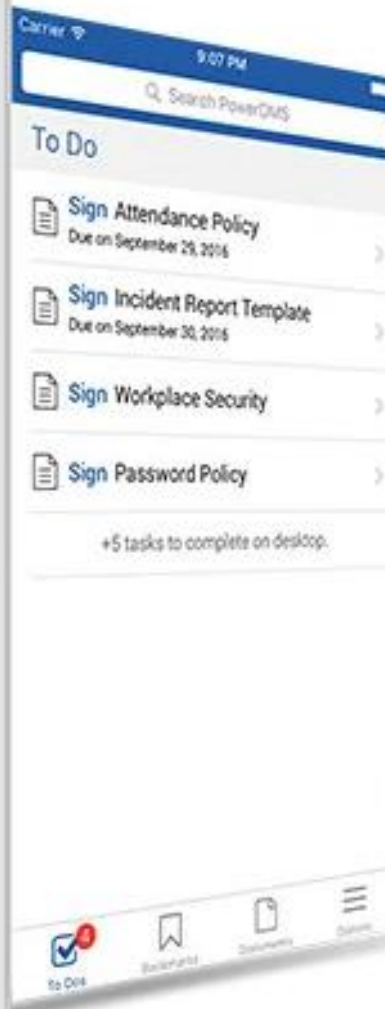 Carrier
9:07 PM
Search PowerDMS
To Do
Sign Attendance Policy
Due on September 29, 2016
Sign Incident Report Template
Due on September 30, 2016
Sign Workplace Security
Sign Password Policy
+5 tasks to complete on desktop.
4
To Dos
Bookmarks
Documents